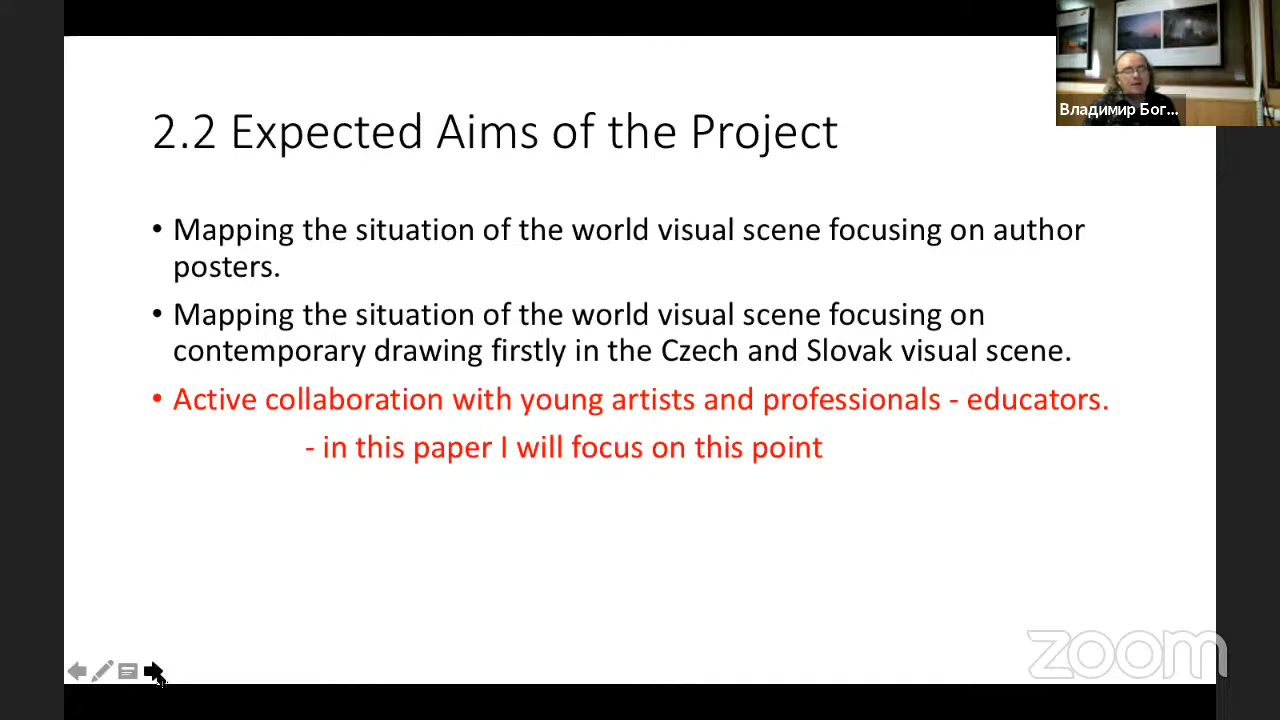 Владимир Бог...
2.2 Expected Aims of the Project
• Mapping the situation of the world visual scene focusing on author
posters.
• Mapping the situation of the world visual scene focusing on
contemporary drawing firstly in the Czech and Slovak visual scene.
• Active collaboration with young artists and professionals - educators.
- in this paper I will focus on this point
zoom